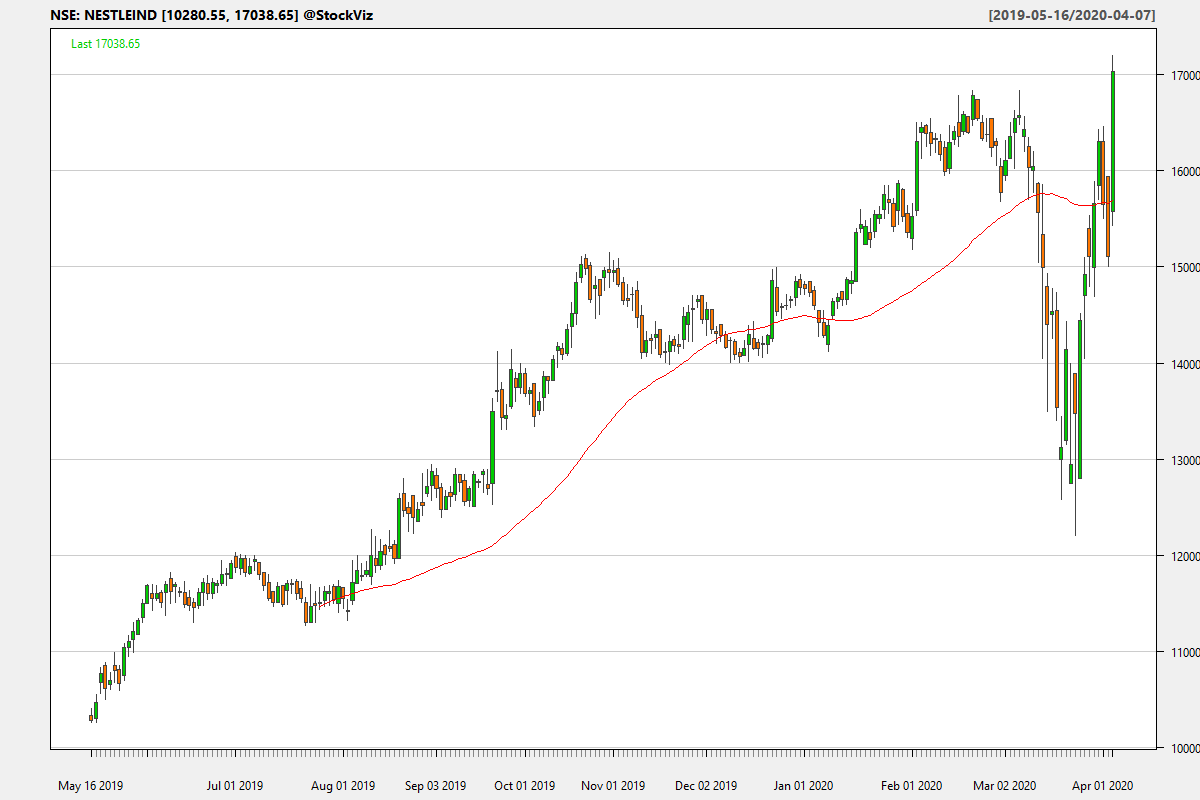 NSE: NESTLEIND [10280.55, 17038.65] @StockViz
[2019-05-16/2020-04-07]
Last 17038.65
17000
16000
15000
14000
13000
12000
11000
10000
May 16 2019
Jul 01 2019
Aug 01 2019
Sep 03 2019
Oct 01 2019
Nov 01 2019
Dec 02 2019
Jan 01 2020
Feb 01 2020
Mar 02 2020
Apr 01 2020